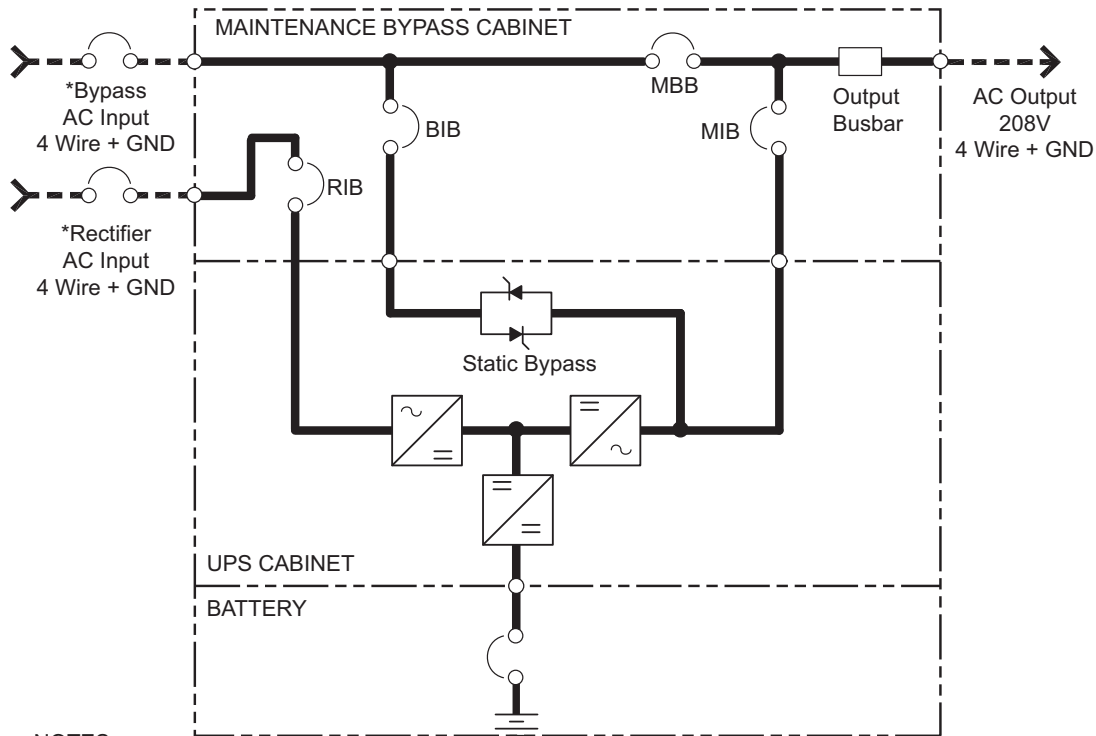 MAINTENANCE BYPASS CABINET
*Bypass
AC Input
4 Wire + GND
MBB
Output
Busbar
AC Output
208V
4 Wire + GND
BIB
MIB
RIB
*Rectifier
AC Input
4 Wire + GND
Static Bypass
UPS CABINET
BATTERY